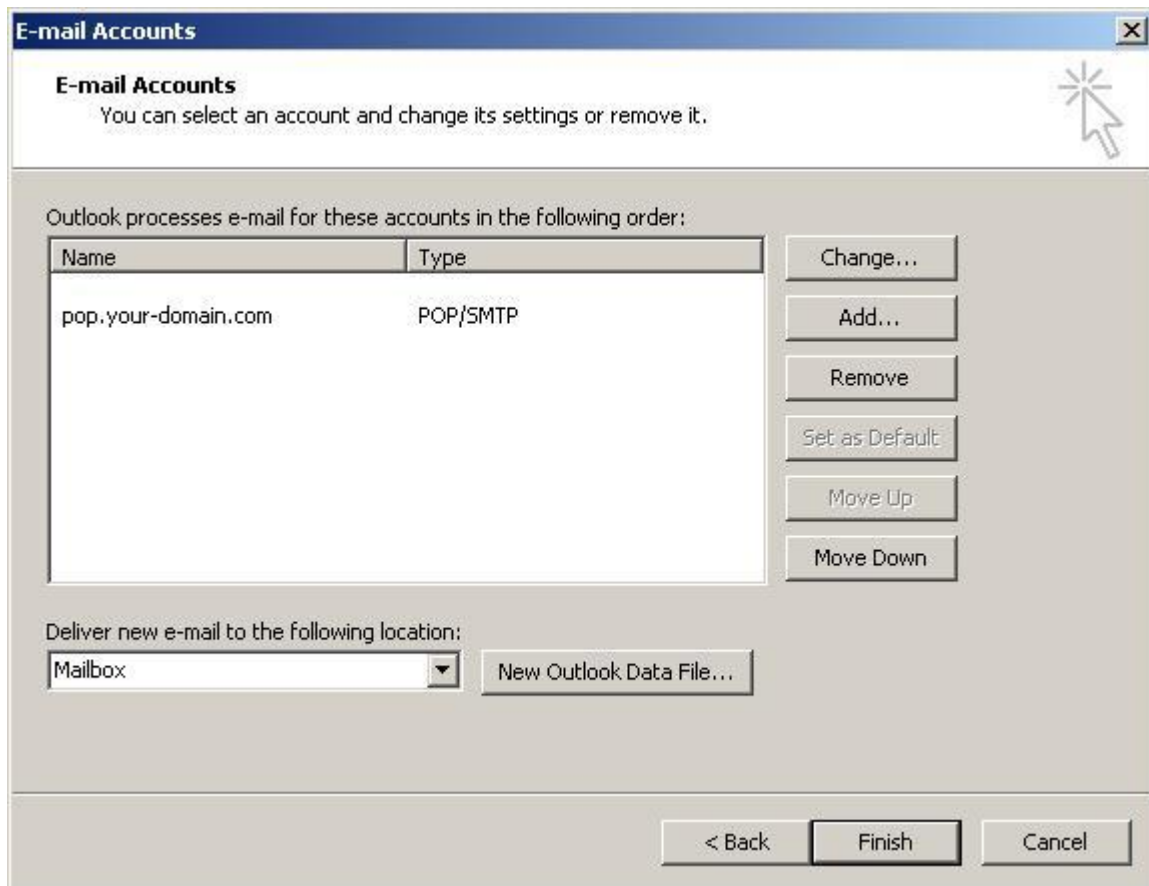 E-mail Accounts
E-mail Accounts
You can select an account and change its settings or remove it.
Outlook processes e-mail for these accounts in the following order:
Name Type
pop.your-domain.com POP/SMTP
Change...
Add...
Remove
Set as Default
Move Up
Move Down
Deliver new e-mail to the following location:
Mailbox New Outlook Data File...
< Back Finish Cancel